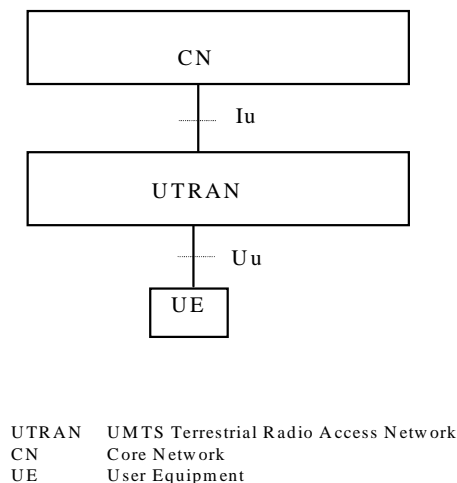 CN
Iu
UTRAN
Uu
UE
UTRAN UMTS Terrestrial Radio Access Network
CN Core Network
UE User Equipment